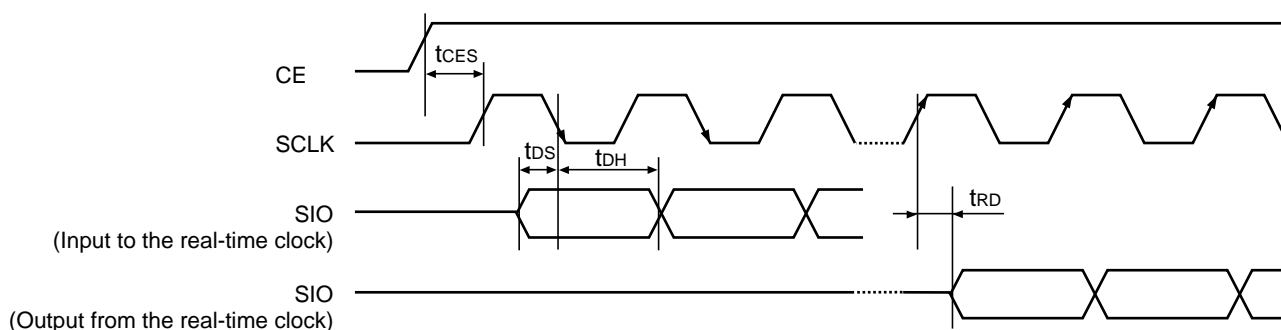 CE
tCES
SCLK
tDS
tDH
SIO
(Input to the real-time clock)
tRD
SIO
(Output from the real-time clock)